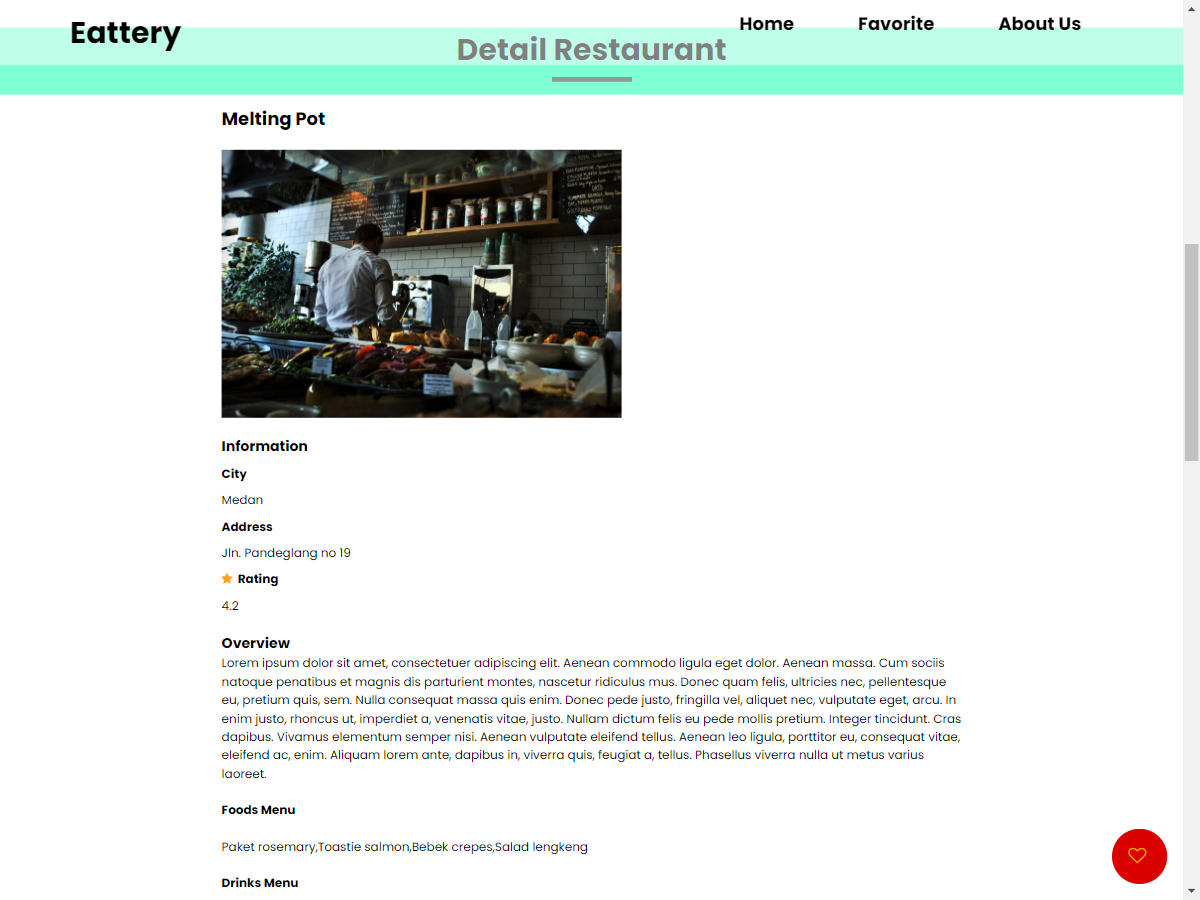 Eattery
Home
Favorite
About Us
Detail Restaurant
Melting Pot
Information
City
Medan
Address
Jln. Pandeglang no 19
Rating
4.2
Overview
Lorem ipsum dolor sit amet, consectetuer adipiscing elit. Aenean commodo ligula eget dolor. Aenean massa. Cum sociis
natoque penatibus et magnis dis parturient montes, nascetur ridiculus mus. Donec quam felis, ultricies nec, pellentesque
eu, pretium quis, sem. Nulla consequat massa quis enim. Donec pede justo, fringilla vel, aliquet nec, vulputate eget, arcu. In
enim justo, rhoncus ut, imperdiet a, venenatis vitae, justo. Nullam dictum felis eu pede mollis pretium. Integer tincidunt. Cras
dapibus. Vivamus elementum semper nisi. Aenean vulputate eleifend tellus. Aenean leo ligula, porttitor eu, consequat vitae,
eleifend ac, enim. Aliquam lorem ante, dapibus in, viverra quis, feugiat a, tellus. Phasellus viverra nulla ut metus varius
laoreet.
Foods Menu
Paket rosemary,Toastie salmon,Bebek crepes,Salad lengkeng
Drinks Menu